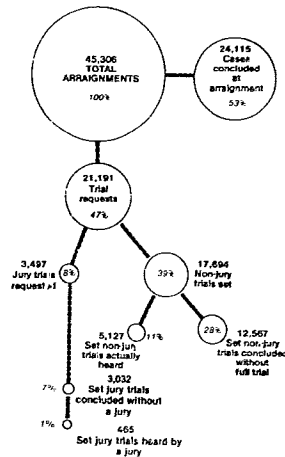 45,306
TOTAL
ARRAIGNMENTS
100%
24,115
Cases
concluded
at
arraignment
53%
21,191
Trial
requests
47%
3,497
Jury trials
8%
39%
17,694
Non-
jury
trials set
5,127
Set non-jury
trials actually
heard
11%
28%
12,567
Set non-jury
trials concluded
without
full trial
7%
3,032
Set jury trials
concluded without
a jury
1%
465
Set jury trials heard by
a jury